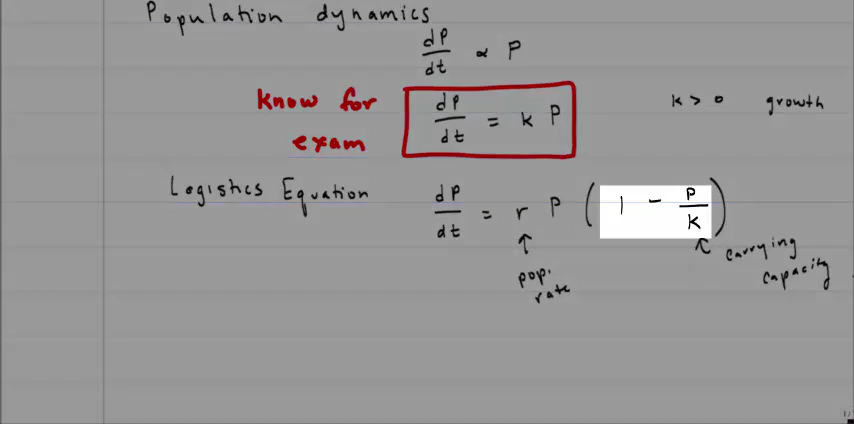 Population dynamics
dP/dt ∝ P
know for exam
dP/dt = k P
k > 0 growth
Logistics Equation dP/dt = r P ( 1 - P/K )
↑ pop. rate
↑ carrying capacity